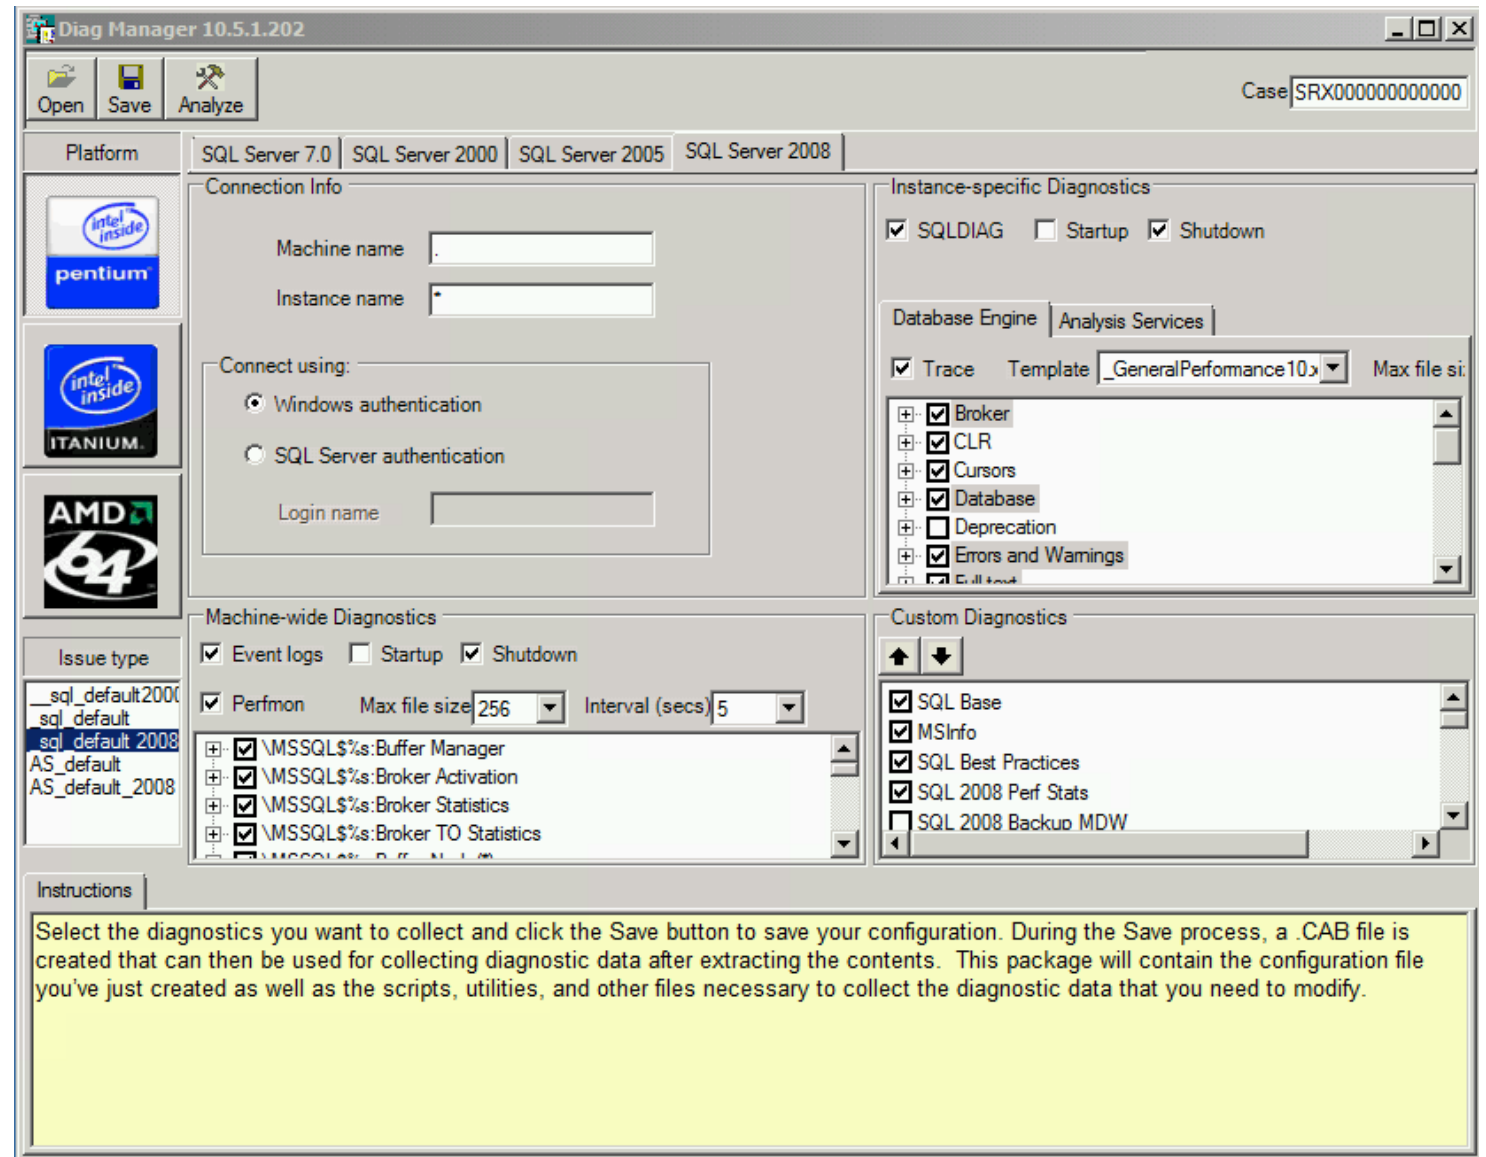 Diag Manager 10.5.1.202
Open Save Analyze
Case SRX000000000000
Platform
SQL Server 7.0 SQL Server 2000 SQL Server 2005 SQL Server 2008
intel inside
pentium
intel inside
ITANIUM.
AMD
64
Issue type
__sql_default2000
_sql_default
_sql_default 2008
AS_default
AS_default_2008
Connection Info
Machine name .
Instance name *
Connect using:
Windows authentication
SQL Server authentication
Login name
Instance-specific Diagnostics
SQLDIAG Startup Shutdown
Database Engine Analysis Services
Trace Template _GeneralPerformance10.x Max file si
Broker
CLR
Cursors
Database
Deprecation
Errors and Warnings
Full text
Machine-wide Diagnostics
Event logs Startup Shutdown
Perfmon Max file size 256 Interval (secs) 5
\MSSQL$%s:Buffer Manager
\MSSQL$%s:Broker Activation
\MSSQL$%s:Broker Statistics
\MSSQL$%s:Broker TO Statistics
Custom Diagnostics
SQL Base
MSInfo
SQL Best Practices
SQL 2008 Perf Stats
SQL 2008 Backup MDW
Instructions
Select the diagnostics you want to collect and click the Save button to save your configuration. During the Save process, a .CAB file is
created that can then be used for collecting diagnostic data after extracting the contents. This package will contain the configuration file
you've just created as well as the scripts, utilities, and other files necessary to collect the diagnostic data that you need to modify.